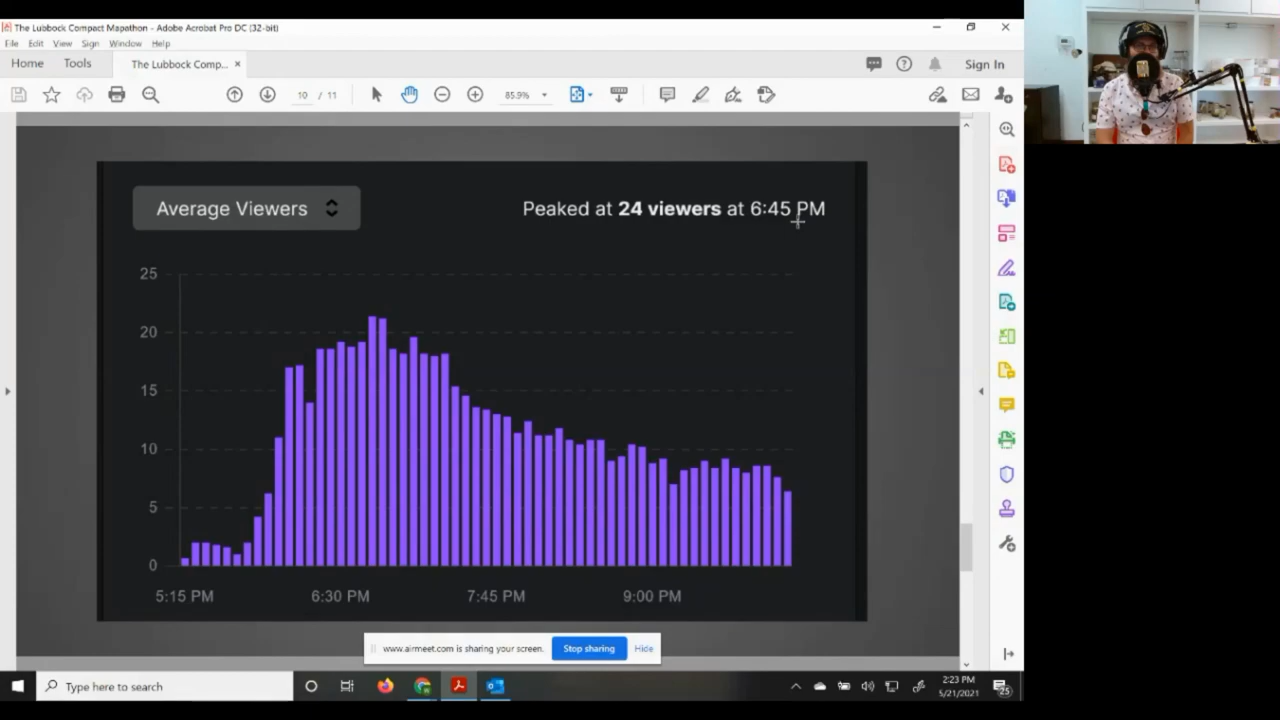 The Lubbock Compact Mapathon - Adobe Acrobat Pro DC (32-bit)
File Edit View Sign Window Help
Home Tools The Lubbock Comp... × Sign In
10 / 11 85.9%
Average Viewers Peaked at 24 viewers at 6:45 PM
25
20
15
10
5
0
5:15 PM 6:30 PM 7:45 PM 9:00 PM
www.airmeet.com is sharing your screen. Stop sharing Hide
Type here to search
2:23 PM
5/21/2021
25